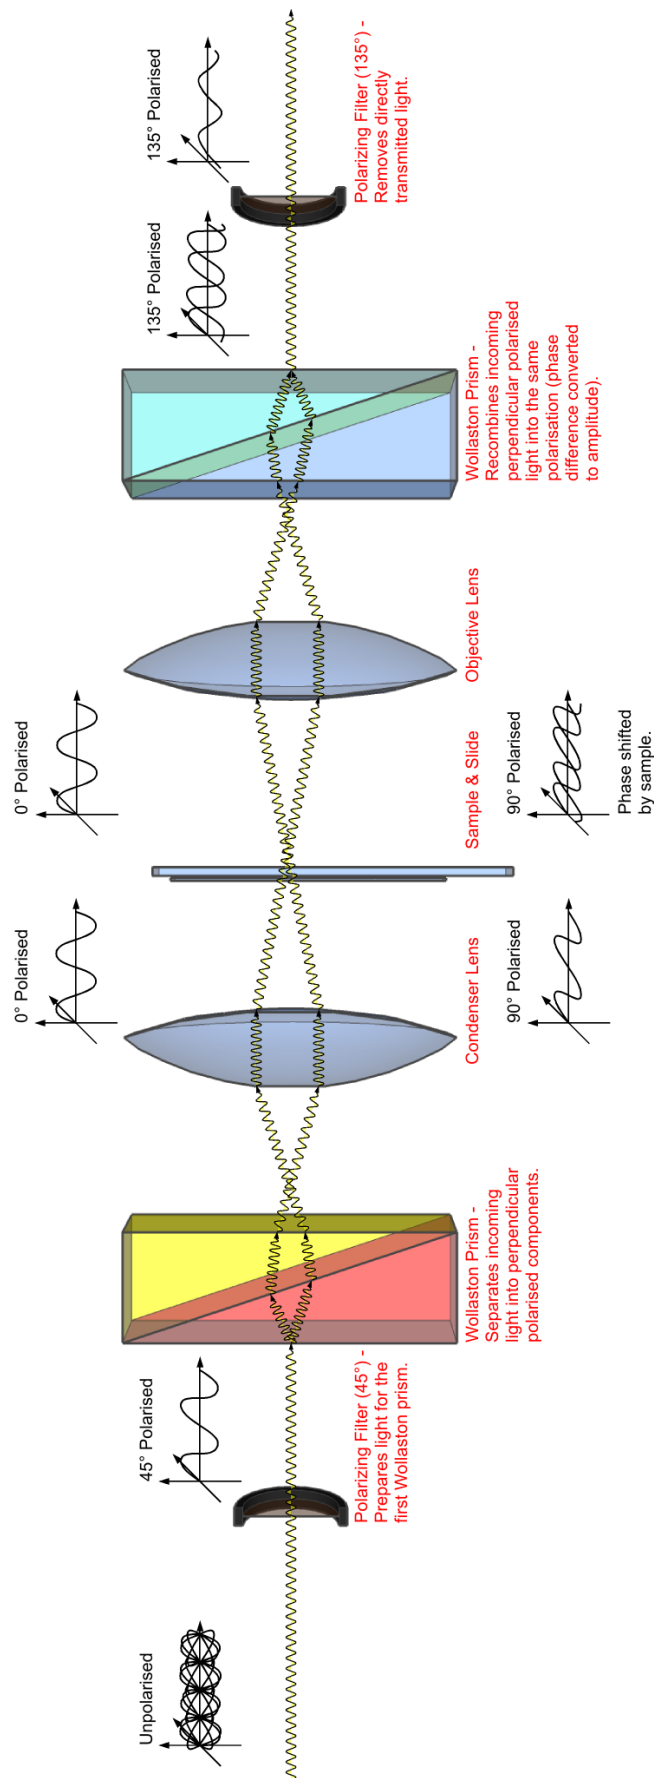 Unpolarised
45° Polarised
0° Polarised
0° Polarised
135° Polarised
135° Polarised
Polarizing Filter (45°) -
Prepares light for the
first Wollaston prism.
Wollaston Prism -
Separates incoming
light into perpendicular
polarised components.
Condenser Lens
Sample & Slide
Objective Lens
Wollaston Prism -
Recombines incoming
perpendicular polarised
light into the same
polarisation (phase
difference converted
to amplitude).
Polarizing Filter (135°) -
Removes directly
transmitted light.
90° Polarised
90° Polarised
Phase shifted
by sample.